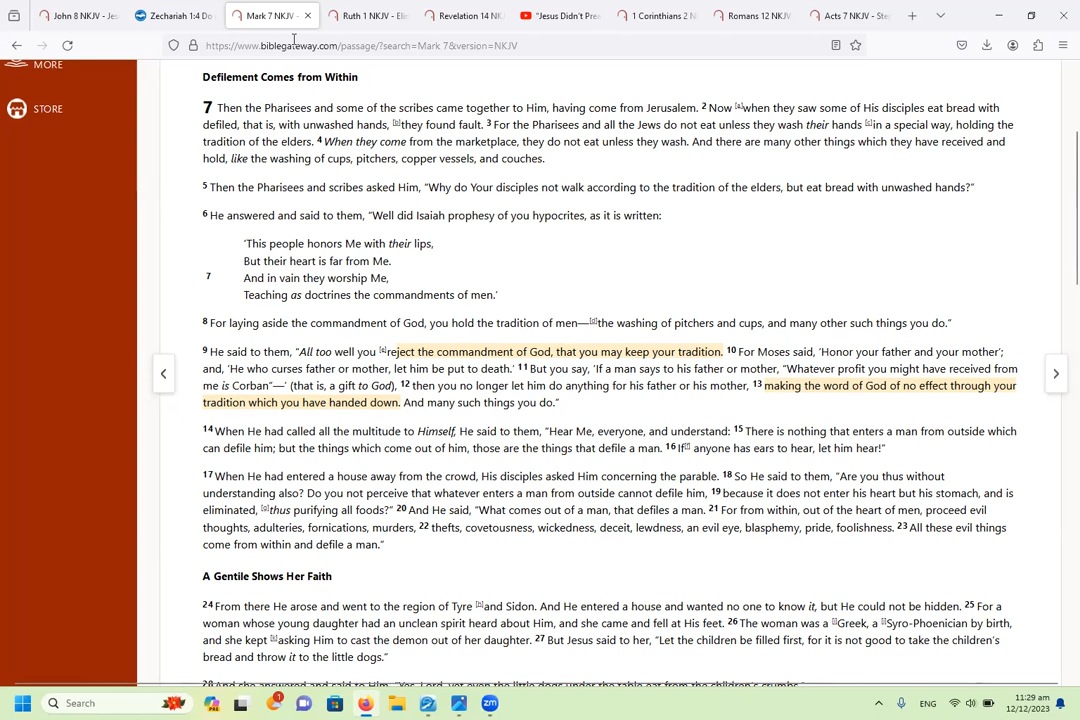 John 8 NKJV - Jes
Zechariah 1:4 Do
Mark 7 NKJV -
Ruth 1 NKJV - Eli
Revelation 14 NK
"Jesus Didn't Prea
1 Corinthians 2 N
Romans 12 NKJV
Acts 7 NKJV - Ste
https://www.biblegateway.com/passage/?search=Mark 7&version=NKJV
MORE
STORE
Defilement Comes from Within
7 Then the Pharisees and some of the scribes came together to Him, having come from Jerusalem. 2 Now [a]when they saw some of His disciples eat bread with
defiled, that is, with unwashed hands, [b]they found fault. 3 For the Pharisees and all the Jews do not eat unless they wash their hands [c]in a special way, holding the
tradition of the elders. 4 When they come from the marketplace, they do not eat unless they wash. And there are many other things which they have received and
hold, like the washing of cups, pitchers, copper vessels, and couches.
5 Then the Pharisees and scribes asked Him, “Why do Your disciples not walk according to the tradition of the elders, but eat bread with unwashed hands?”
6 He answered and said to them, “Well did Isaiah prophesy of you hypocrites, as it is written:
‘This people honors Me with their lips,
But their heart is far from Me.
7 And in vain they worship Me,
Teaching as doctrines the commandments of men.’
8 For laying aside the commandment of God, you hold the tradition of men—[d]the washing of pitchers and cups, and many other such things you do.”
9 He said to them, “All too well you [e]reject the commandment of God, that you may keep your tradition. 10 For Moses said, ‘Honor your father and your mother’;
and, ‘He who curses father or mother, let him be put to death.’ 11 But you say, ‘If a man says to his father or mother, “Whatever profit you might have received from
me is Corban”—’ (that is, a gift to God), 12 then you no longer let him do anything for his father or his mother, 13 making the word of God of no effect through your
tradition which you have handed down. And many such things you do.”
14 When He had called all the multitude to Himself, He said to them, “Hear Me, everyone, and understand: 15 There is nothing that enters a man from outside which
can defile him; but the things which come out of him, those are the things that defile a man. 16 If[f] anyone has ears to hear, let him hear!”
17 When He had entered a house away from the crowd, His disciples asked Him concerning the parable. 18 So He said to them, “Are you thus without
understanding also? Do you not perceive that whatever enters a man from outside cannot defile him, 19 because it does not enter his heart but his stomach, and is
eliminated, [g]thus purifying all foods?” 20 And He said, “What comes out of a man, that defiles a man. 21 For from within, out of the heart of men, proceed evil
thoughts, adulteries, fornications, murders, 22 thefts, covetousness, wickedness, deceit, lewdness, an evil eye, blasphemy, pride, foolishness. 23 All these evil things
come from within and defile a man.”
A Gentile Shows Her Faith
24 From there He arose and went to the region of Tyre [h]and Sidon. And He entered a house and wanted no one to know it, but He could not be hidden. 25 For a
woman whose young daughter had an unclean spirit heard about Him, and she came and fell at His feet. 26 The woman was a [i]Greek, a [j]Syro-Phoenician by birth,
and she kept [k]asking Him to cast the demon out of her daughter. 27 But Jesus said to her, “Let the children be filled first, for it is not good to take the children’s
bread and throw it to the little dogs.”
28 And she answered and said to Him, “Yes, Lord, yet even the little dogs under the table eat from the children’s crumbs.”
Search
PRE
1
zm
ENG
11:29 am
12/12/2023